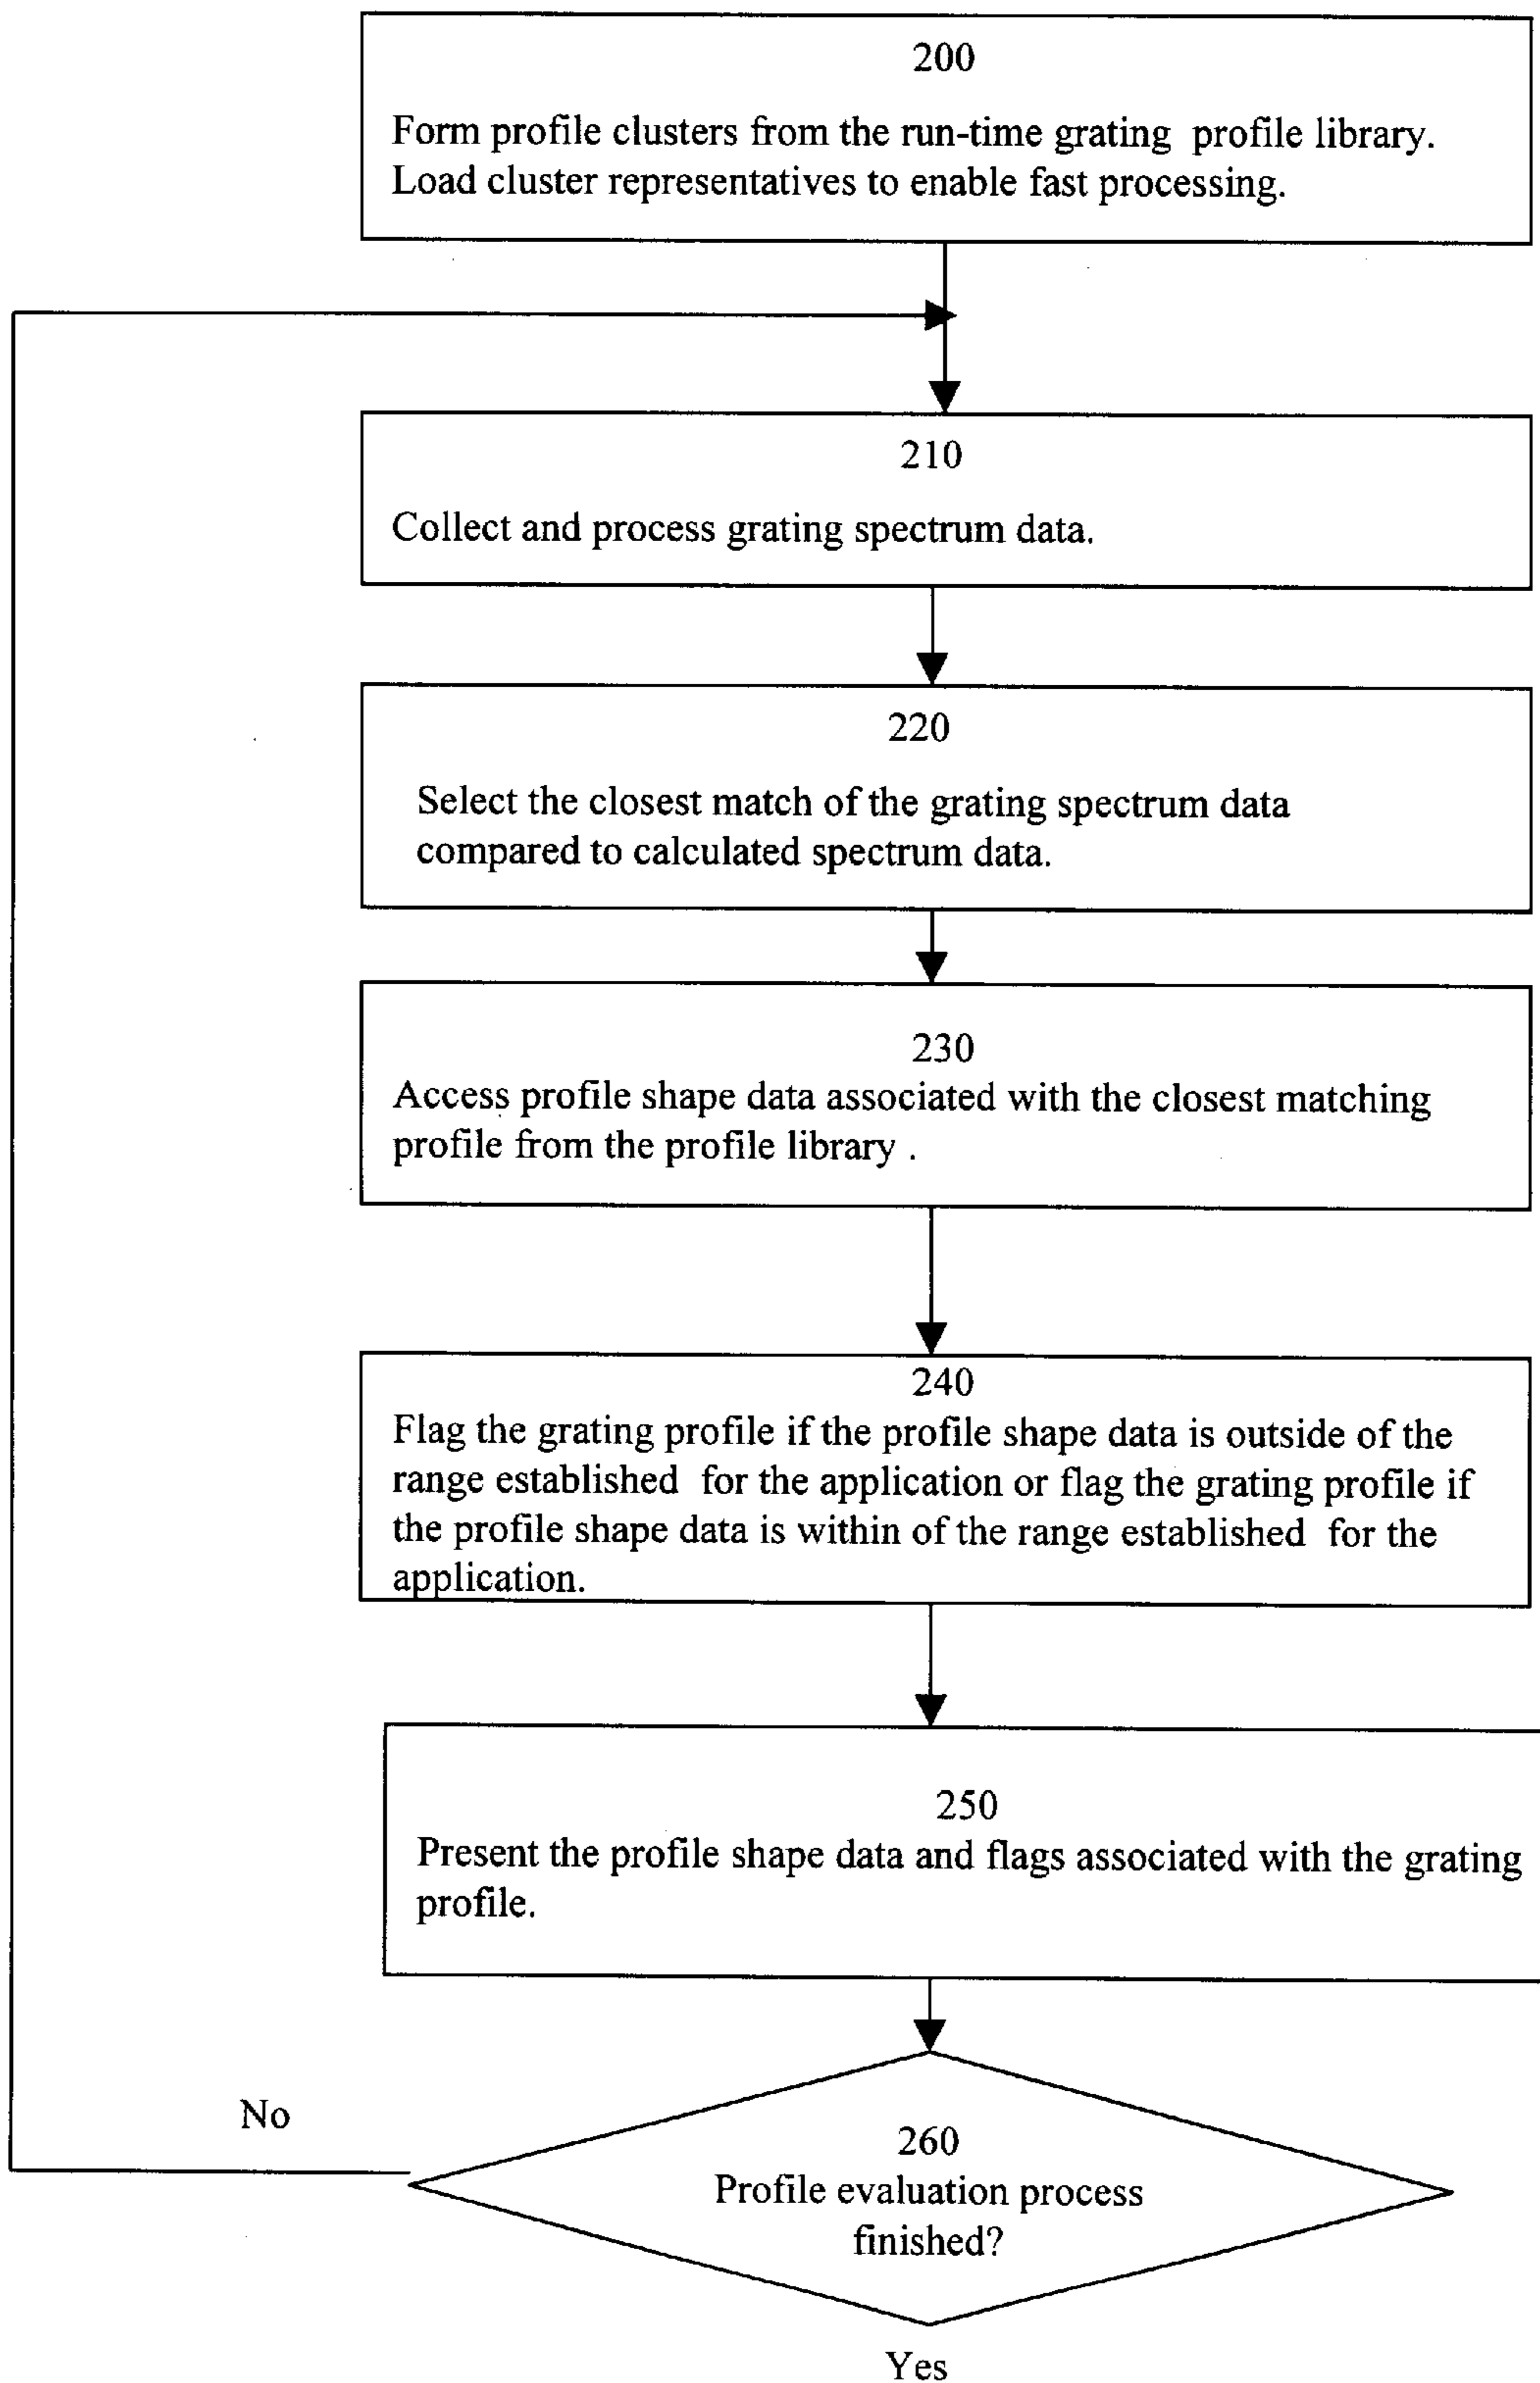 200
Form profile clusters from the run-time grating profile library.
Load cluster representatives to enable fast processing.
210
Collect and process grating spectrum data.
220
Select the closest match of the grating spectrum data
compared to calculated spectrum data.
230
Access profile shape data associated with the closest matching
profile from the profile library .
240
Flag the grating profile if the profile shape data is outside of the
range established for the application or flag the grating profile if
the profile shape data is within of the range established for the
application.
250
Present the profile shape data and flags associated with the grating
profile.
No
260
Profile evaluation process
finished?
Yes